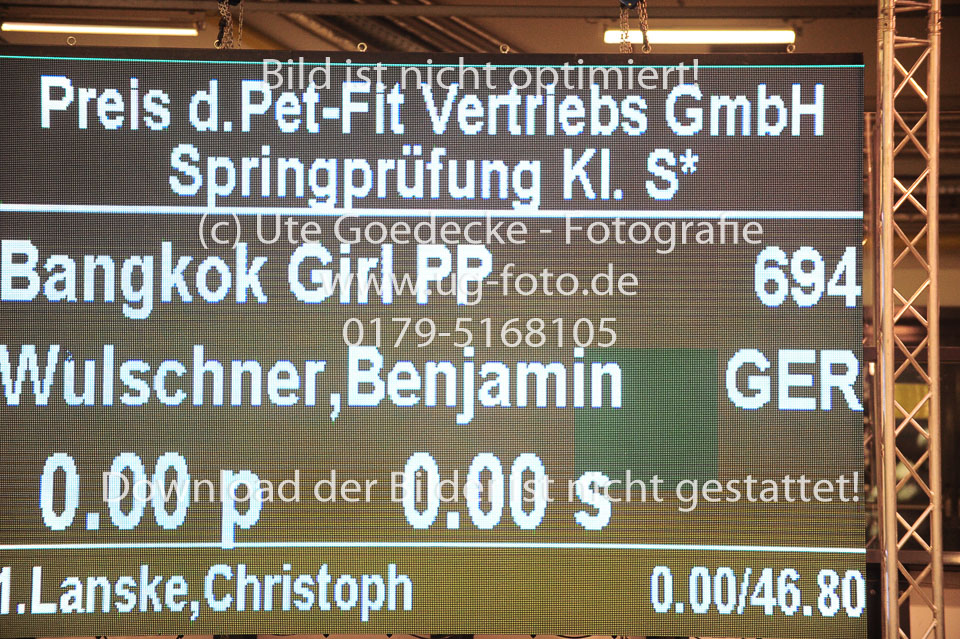 Bild ist nicht optimiert!
Preis d.Pet-Fit Vertriebs GmbH
Springprüfung Kl. S*
(c) Ute Goedecke - Fotografie
Bangkok Girl PP 694
www.ug-foto.de
0179-5168105
Wulschner,Benjamin GER
0.00 p 0.00 s
Download der Bilder ist nicht gestattet!
1.Lanske,Christoph 0.00/46.80